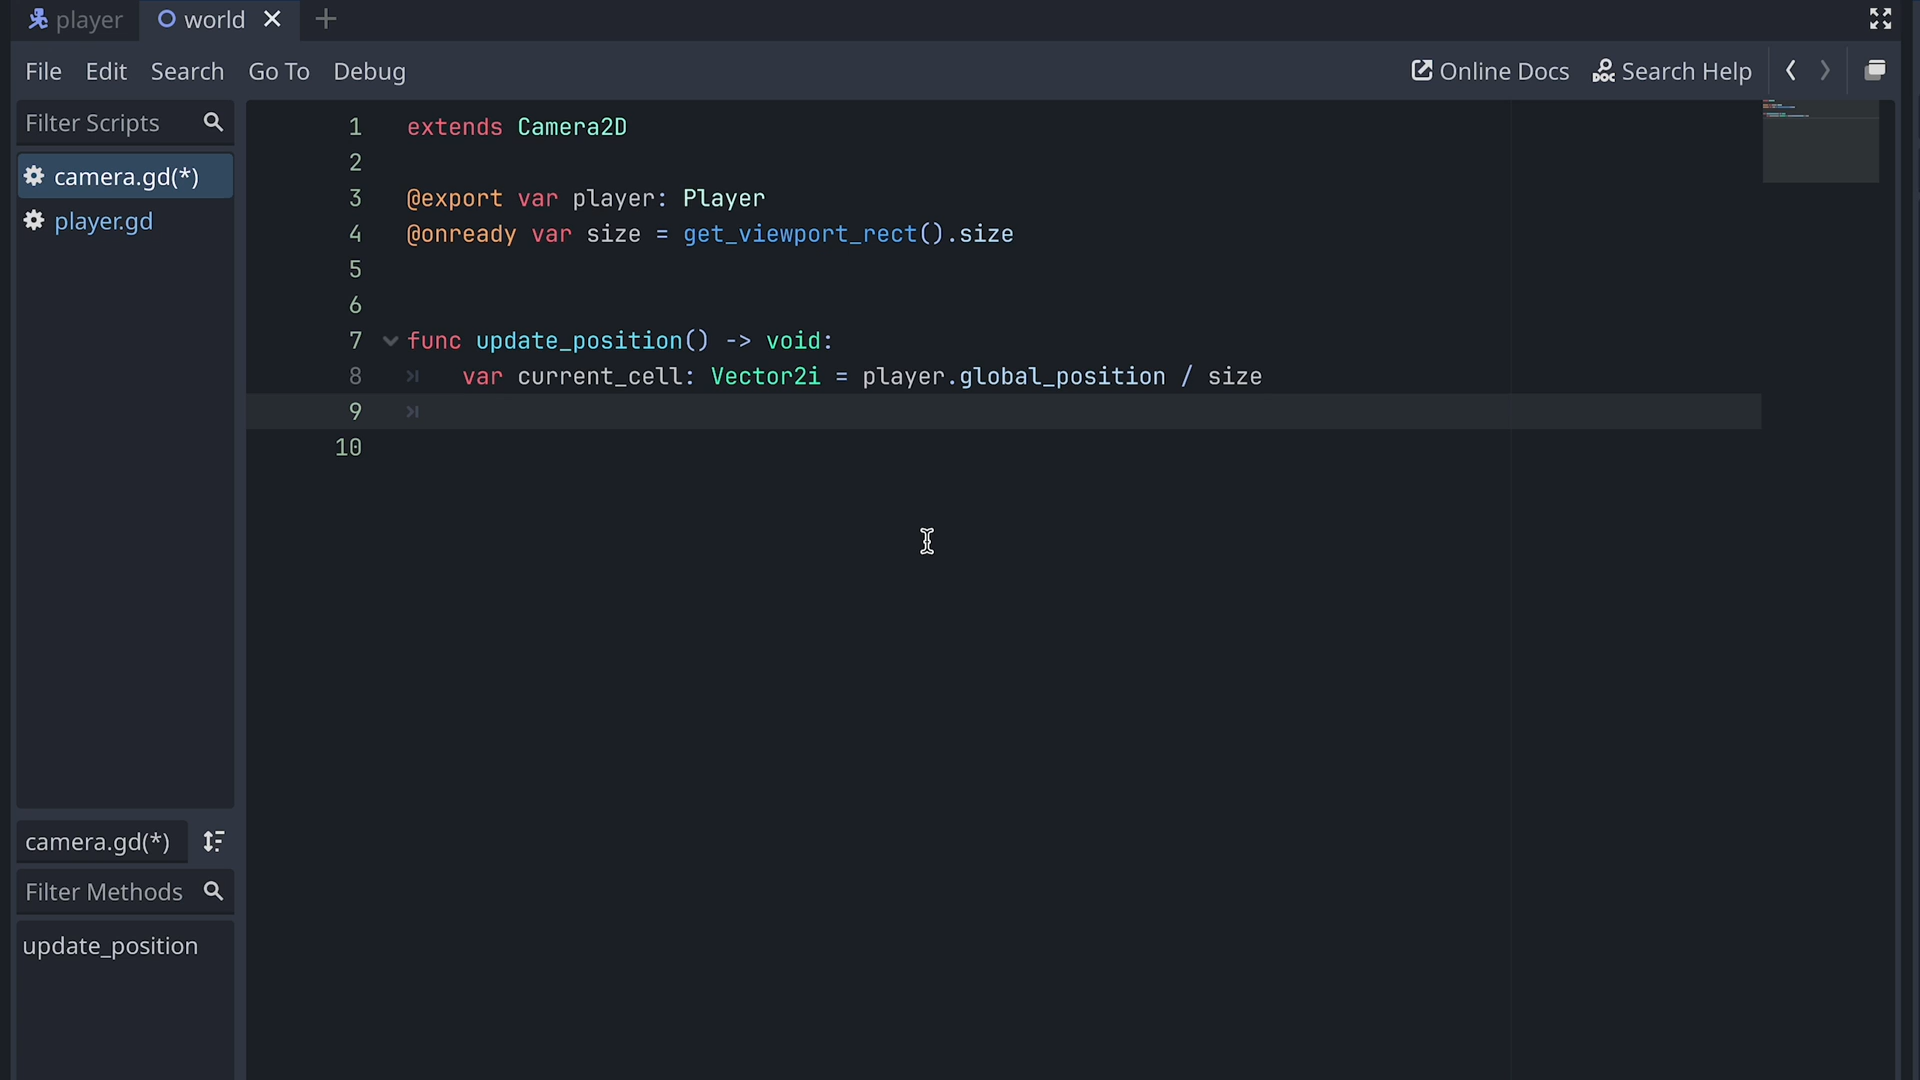 player world
File Edit Search Go To Debug Online Docs Search Help
Filter Scripts
camera.gd(*)
player.gd
1 extends Camera2D
2
3 @export var player: Player
4 @onready var size = get_viewport_rect().size
5
6
7 func update_position() -> void:
8 var current_cell: Vector2i = player.global_position / size
9
10
camera.gd(*)
Filter Methods
update_position